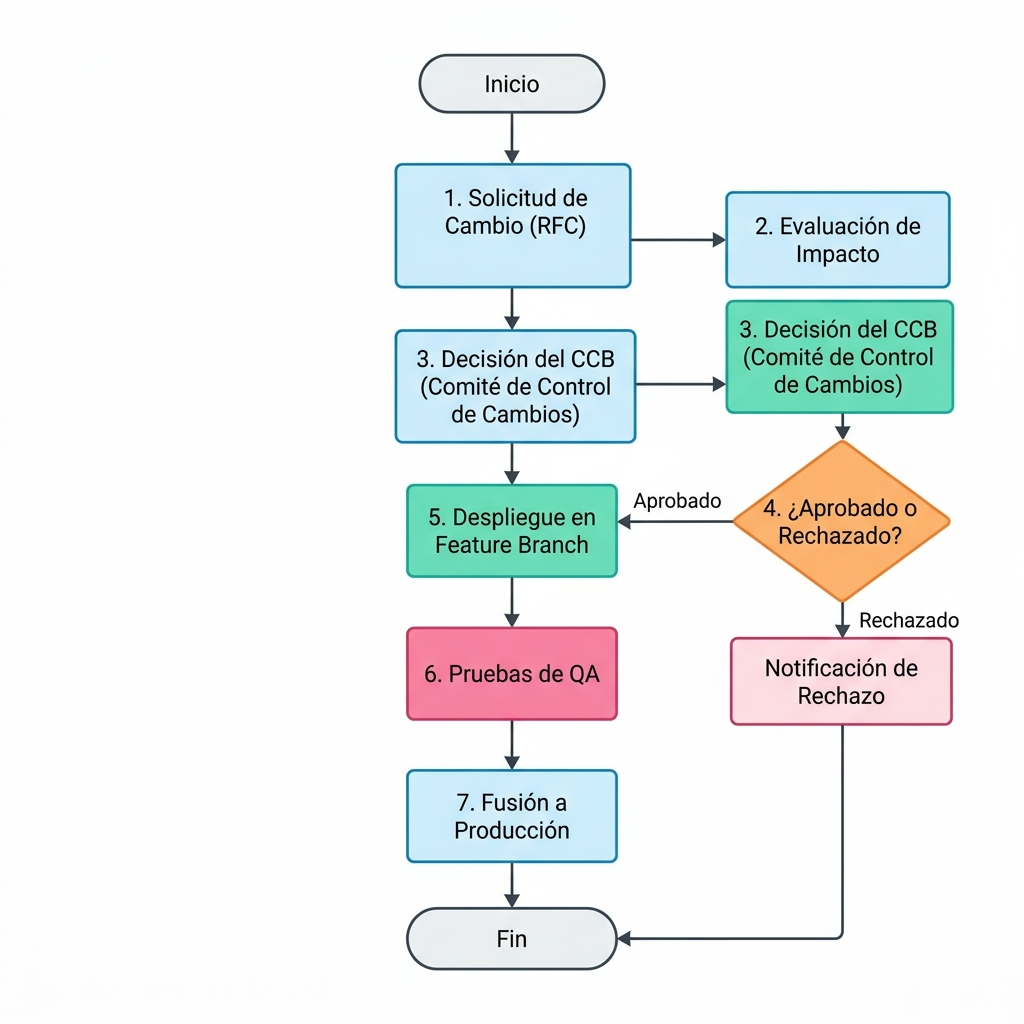 Inicio
1. Solicitud de
Cambio (RFC)
2. Evaluación de
Impacto
3. Decisión del CCB
(Comité de Control
de Cambios)
3. Decisión del CCB
(Comité de Control
de Cambios)
4. ¿Aprobado o
Rechazado?
Aprobado
5. Despliegue en
Feature Branch
Rechazado
6. Pruebas de QA
Notificación de
Rechazo
7. Fusión a
Producción
Fin